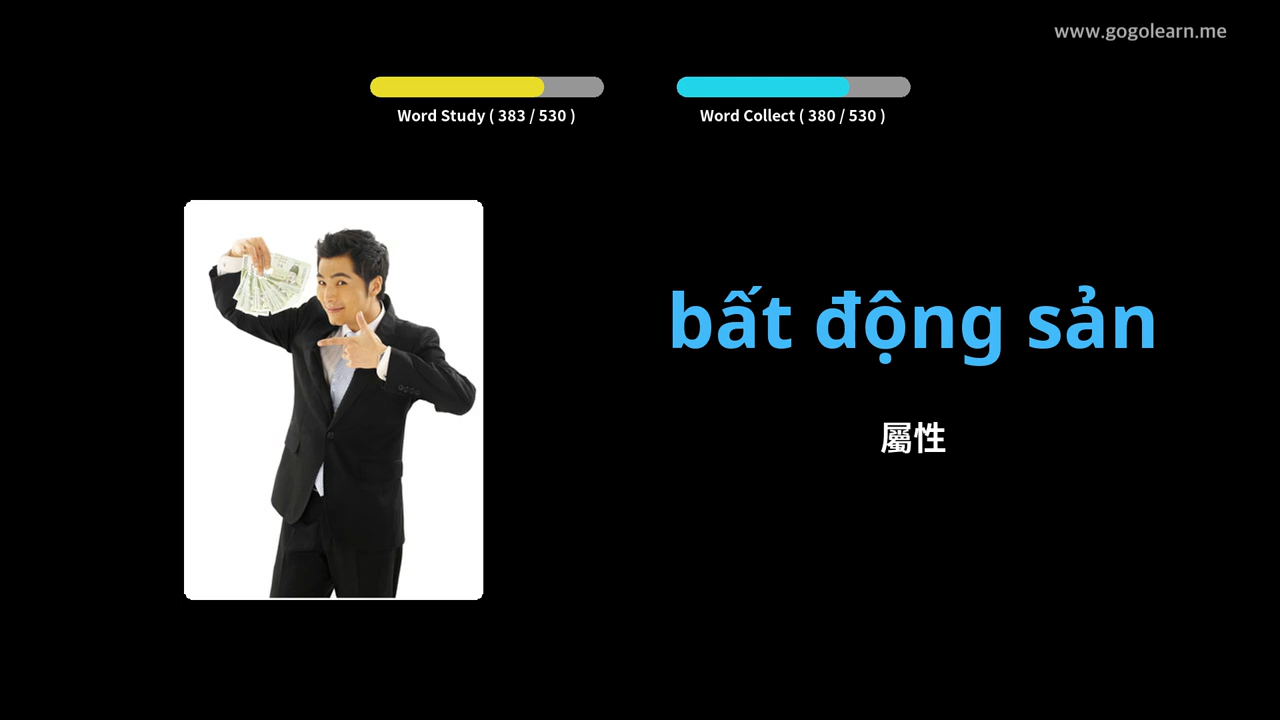 www.gogolearn.me
Word Study ( 383 / 530 )
Word Collect ( 380 / 530 )
bất động sản
屬性